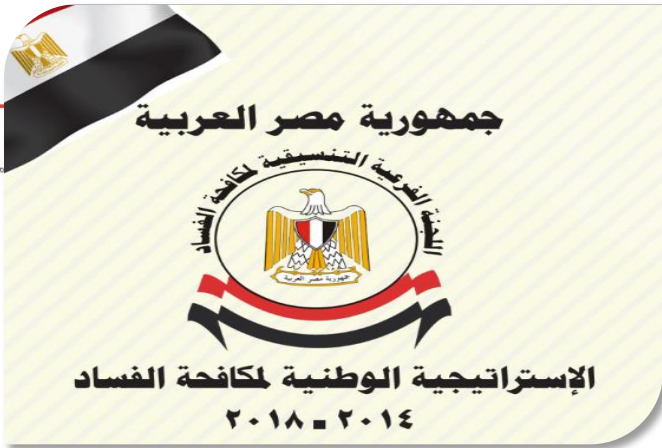 جمهورية مصر العربية
اللجنة الفرعية التنسيقية لمكافحة الفساد
جمهورية مصر العربية
الإستراتيجية الوطنية لمكافحة الفساد
٢٠١٤ - ٢٠١٨